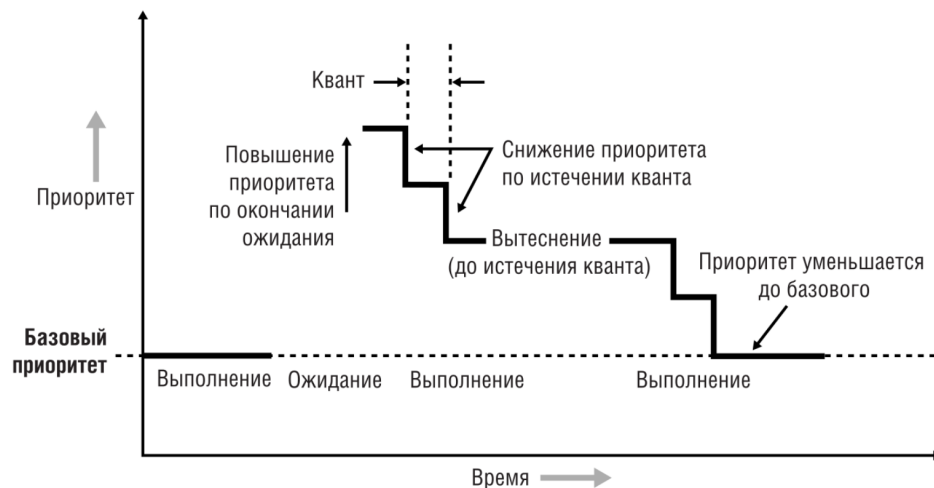 Квант
Повышение
приоритета
по окончании
ожидания
Снижение приоритета
по истечении кванта
Приоритет
Вытеснение
(до истечения кванта)
Приоритет уменьшается
до базового
Базовый
приоритет
Выполнение
Ожидание
Выполнение
Выполнение
Время